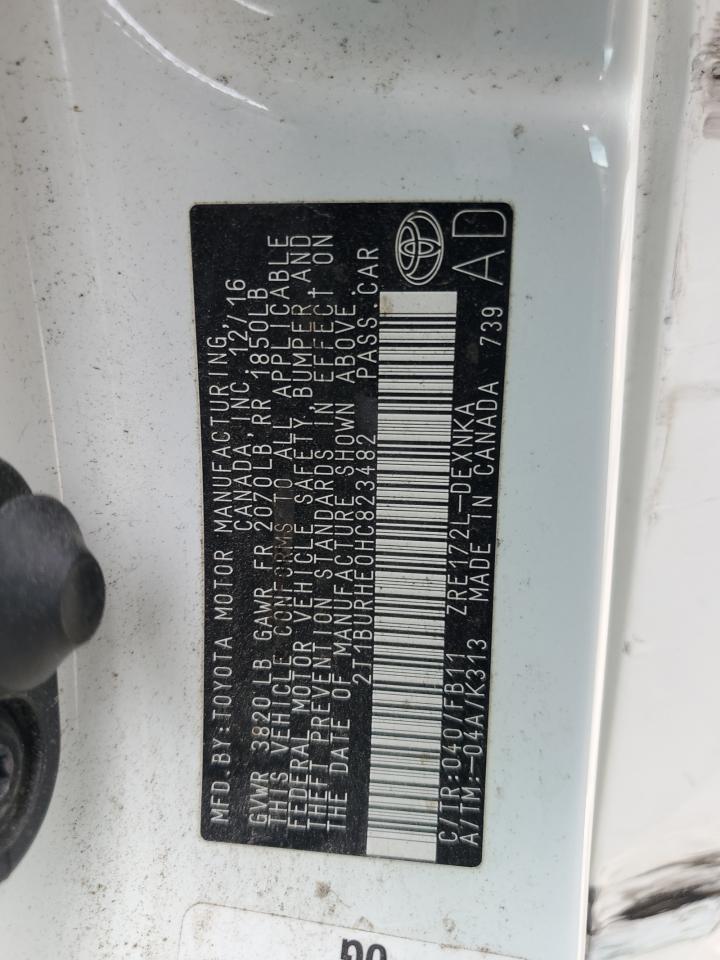 MFD.BY:TOYOTA MOTOR MANUFACTURING,
CANADA, INC. 12/16
GVWR 3820LB GAWR FR 2070LB, RR 1850LB
THIS VEHICLE CONFORMS TO ALL APPLICABLE
FEDERAL MOTOR VEHICLE SAFETY, BUMPER, AND
THEFT PREVENTION STANDARDS IN EFFECT ON
THE DATE OF MANUFACTURE SHOWN ABOVE.
2T1BURHE0HC823482 PASS.CAR
C/TR:040/FB11 ZRE172L-DEXNKA
A/TM:-04A/K313 MADE IN CANADA 739
AD